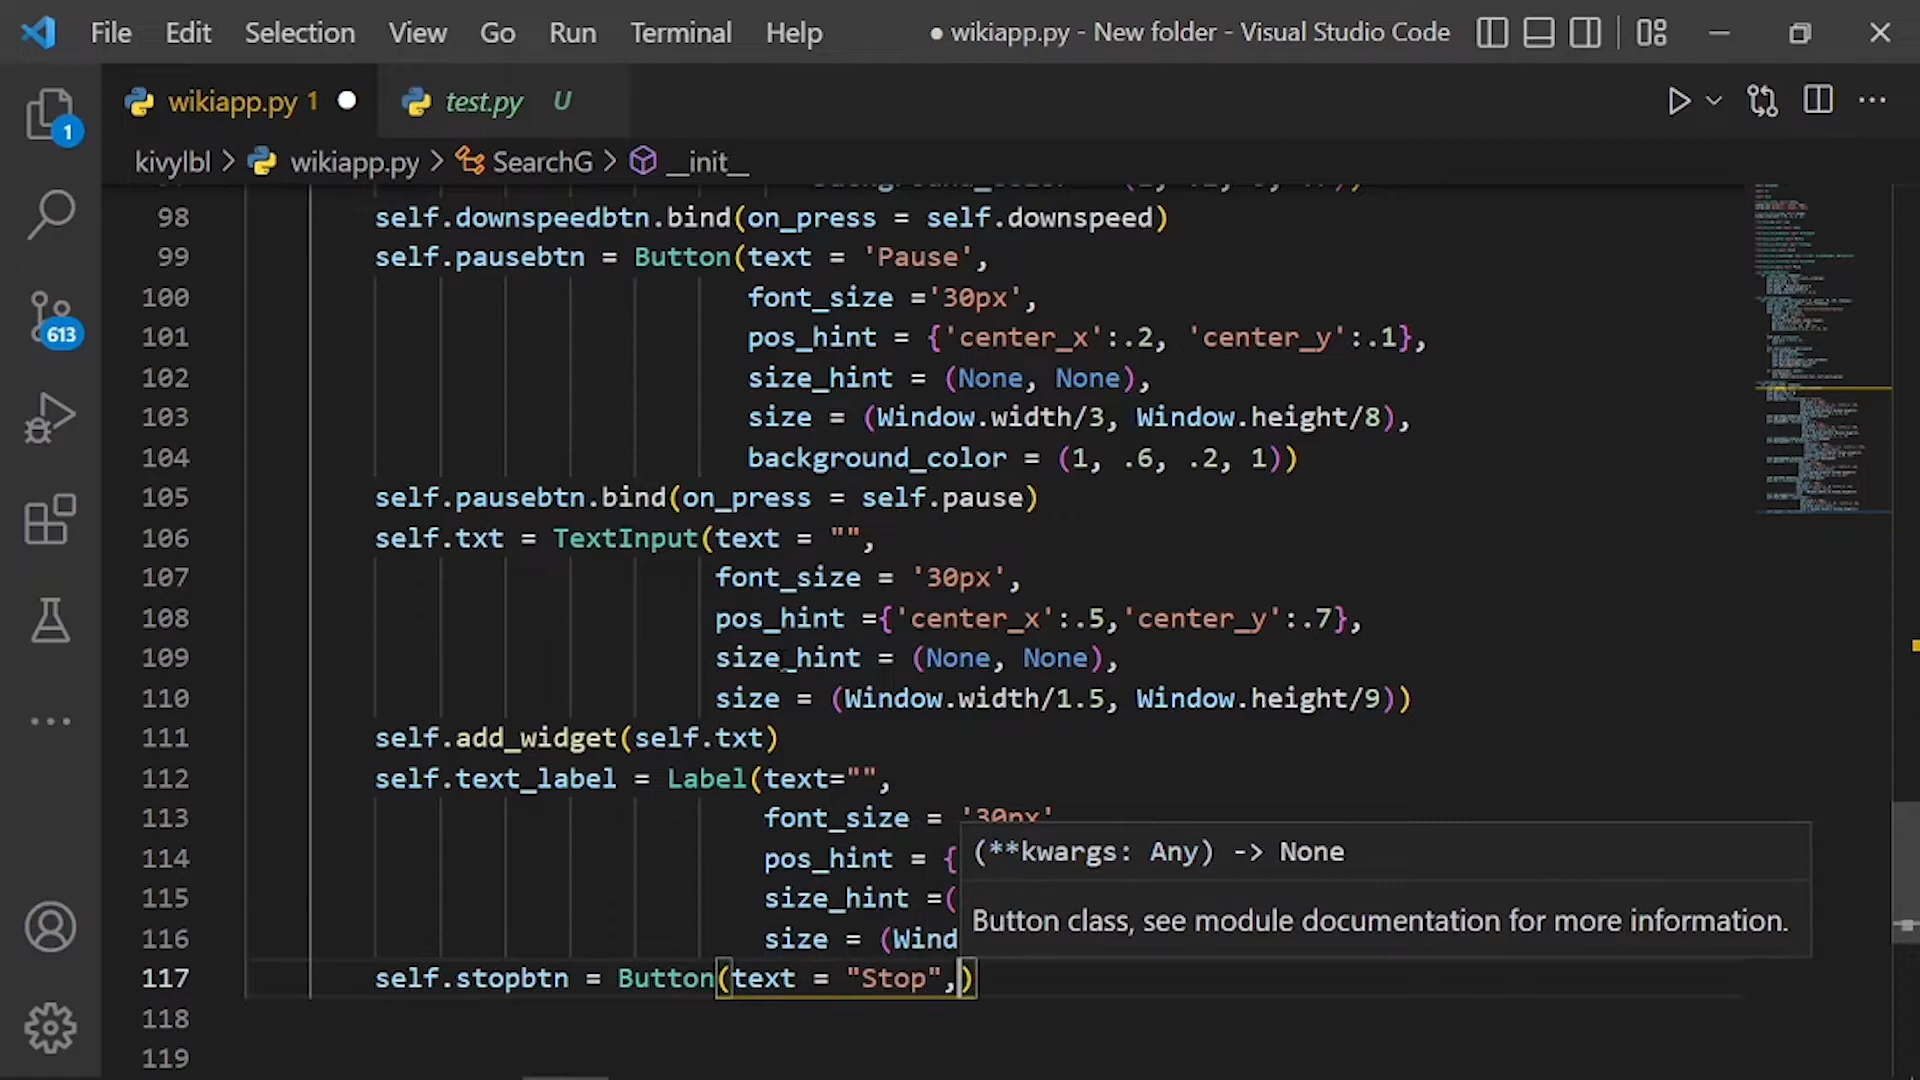 File Edit Selection View Go Run Terminal Help ● wikiapp.py - New folder - Visual Studio Code
wikiapp.py 1 test.py U
1
kivylbl > wikiapp.py > SearchG > __init__
98 self.downspeedbtn.bind(on_press = self.downspeed)
99 self.pausebtn = Button(text = 'Pause',
100 font_size ='30px',
101 pos_hint = {'center_x':.2, 'center_y':.1},
102 size_hint = (None, None),
103 size = (Window.width/3, Window.height/8),
104 background_color = (1, .6, .2, 1))
105 self.pausebtn.bind(on_press = self.pause)
106 self.txt = TextInput(text = "",
107 font_size = '30px',
108 pos_hint ={'center_x':.5,'center_y':.7},
109 size_hint = (None, None),
110 size = (Window.width/1.5, Window.height/9))
111 self.add_widget(self.txt)
112 self.text_label = Label(text="",
113 font_size = '30px'
114 pos_hint = {
115 size_hint =(
116 size = (Wind
117 self.stopbtn = Button(text = "Stop",)
118
119
(**kwargs: Any) -> None
Button class, see module documentation for more information.
613